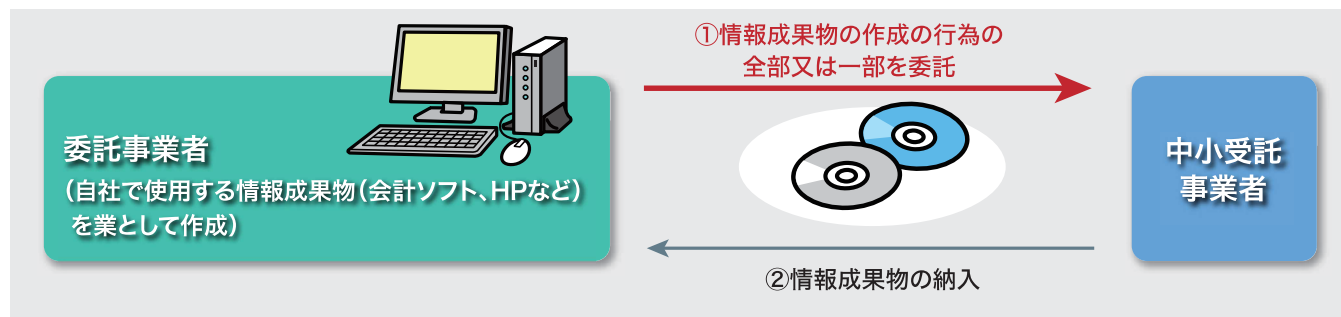 ①情報成果物の作成の行為の
全部又は一部を委託
委託事業者
（自社で使用する情報成果物（会計ソフト、HPなど）
を業として作成）
中小受託
事業者
②情報成果物の納入